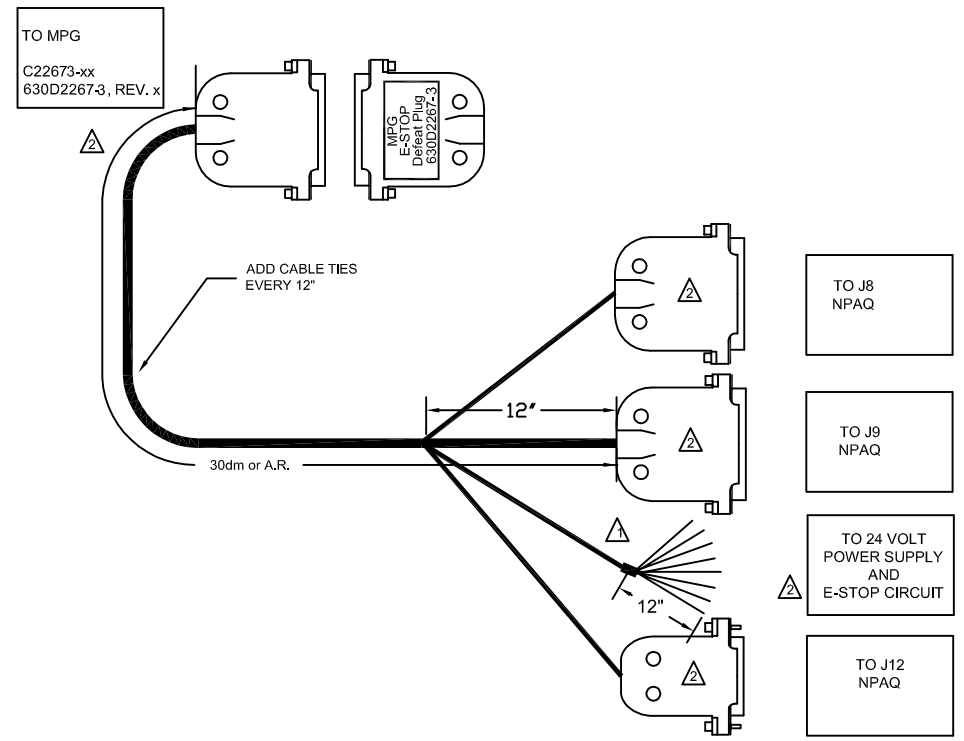 TO MPG
C22673-xx
630D2267-3, REV. x
2
MPG
E-STOP
Defeat Plug
630D2267-3
ADD CABLE TIES
EVERY 12"
2
TO J8
NPAQ
12"
2
TO J9
NPAQ
30dm or A.R.
1
12"
2
TO 24 VOLT
POWER SUPPLY
AND
E-STOP CIRCUIT
2
TO J12
NPAQ